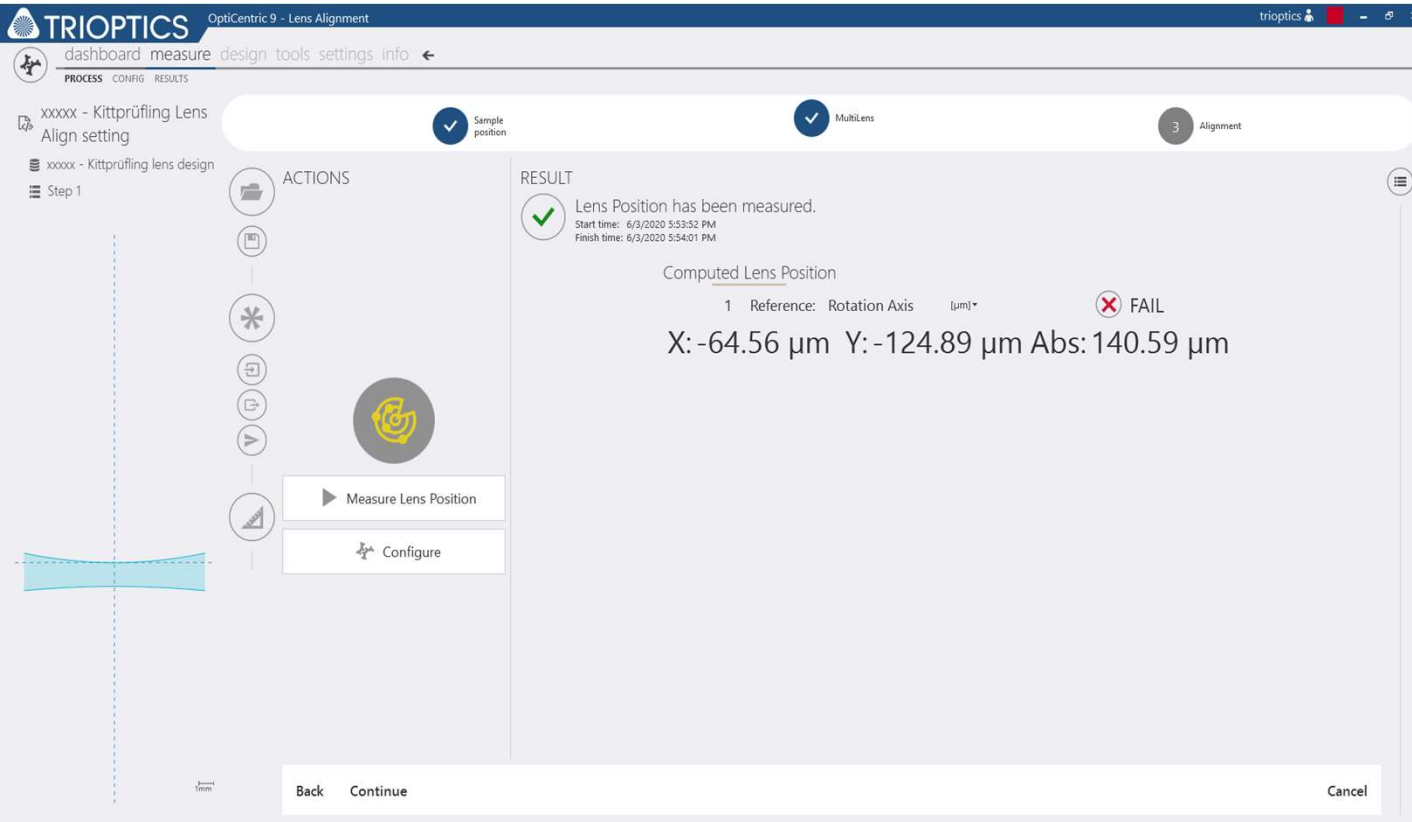 TRIOPTICS
OptiCentric 9 - Lens Alignment
trioptics
dashboard measure design tools settings info
PROCESS CONFIG RESULTS
xxxxx - Kittprüfling Lens
Align setting
xxxxx - Kittprüfling lens design
Step 1
Sample
position
MultiLens
3 Alignment
ACTIONS
Measure Lens Position
Configure
RESULT
Lens Position has been measured.
Start time: 6/3/2020 5:53:52 PM
Finish time: 6/3/2020 5:54:01 PM
Computed Lens Position
1 Reference: Rotation Axis [µm] FAIL
X: -64.56 µm Y: -124.89 µm Abs: 140.59 µm
1mm
Back Continue Cancel